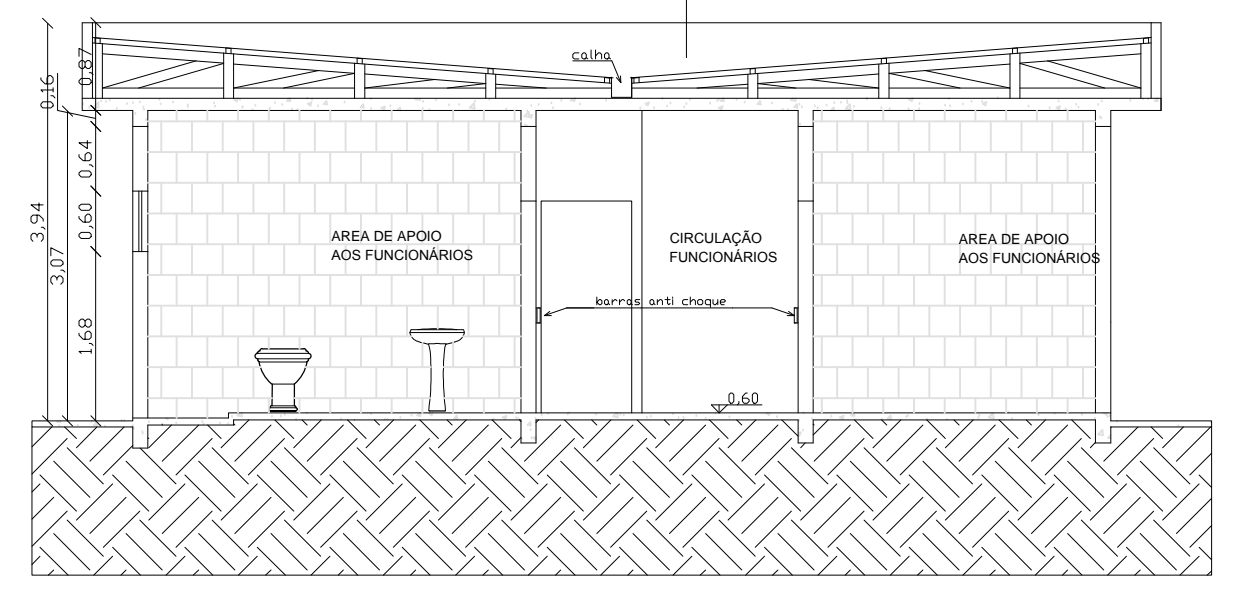 calha
0,87
0,16
0,64
0,60
3,94
3,07
1,68
AREA DE APOIO
AOS FUNCIONÁRIOS
CIRCULAÇÃO
FUNCIONÁRIOS
AREA DE APOIO
AOS FUNCIONÁRIOS
barras anti choque
0,60